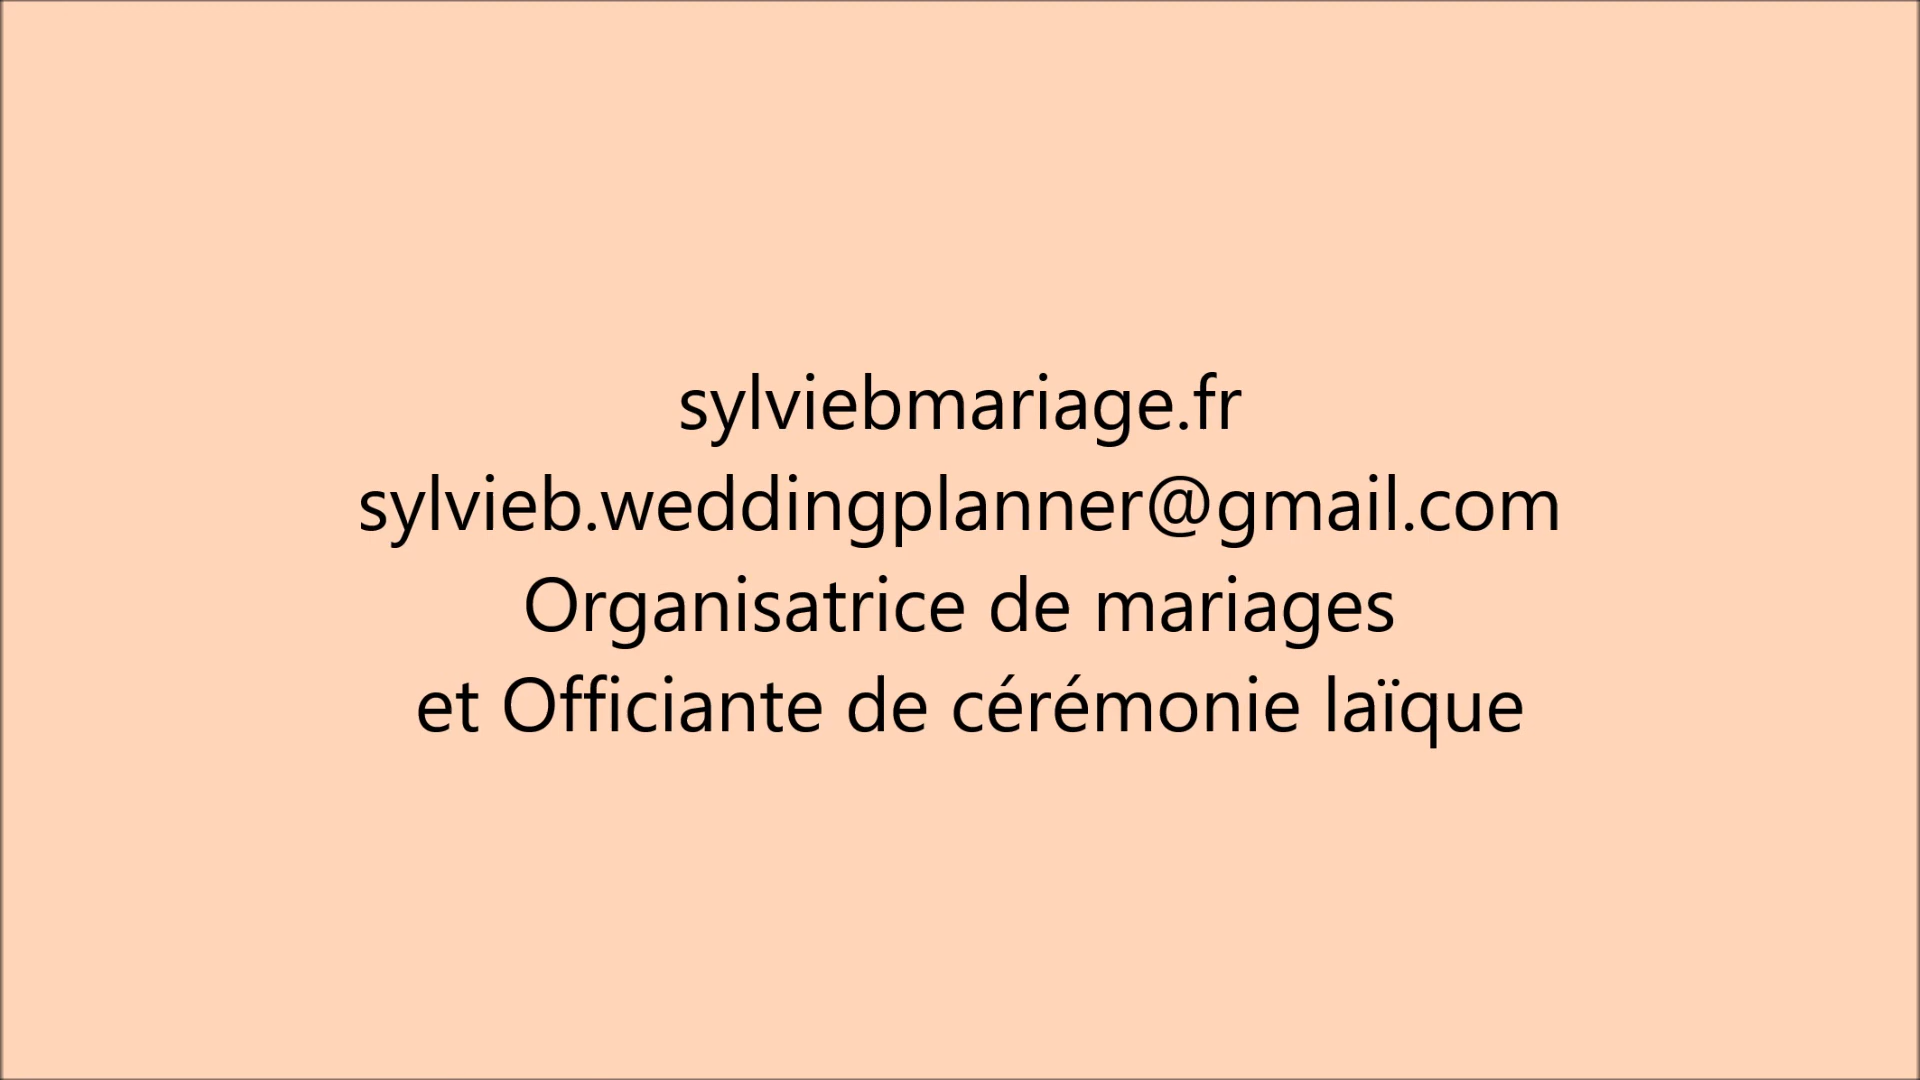 sylviebmariage.fr
sylvieb.weddingplanner@gmail.com
Organisatrice de mariages
et Officiante de cérémonie laïque